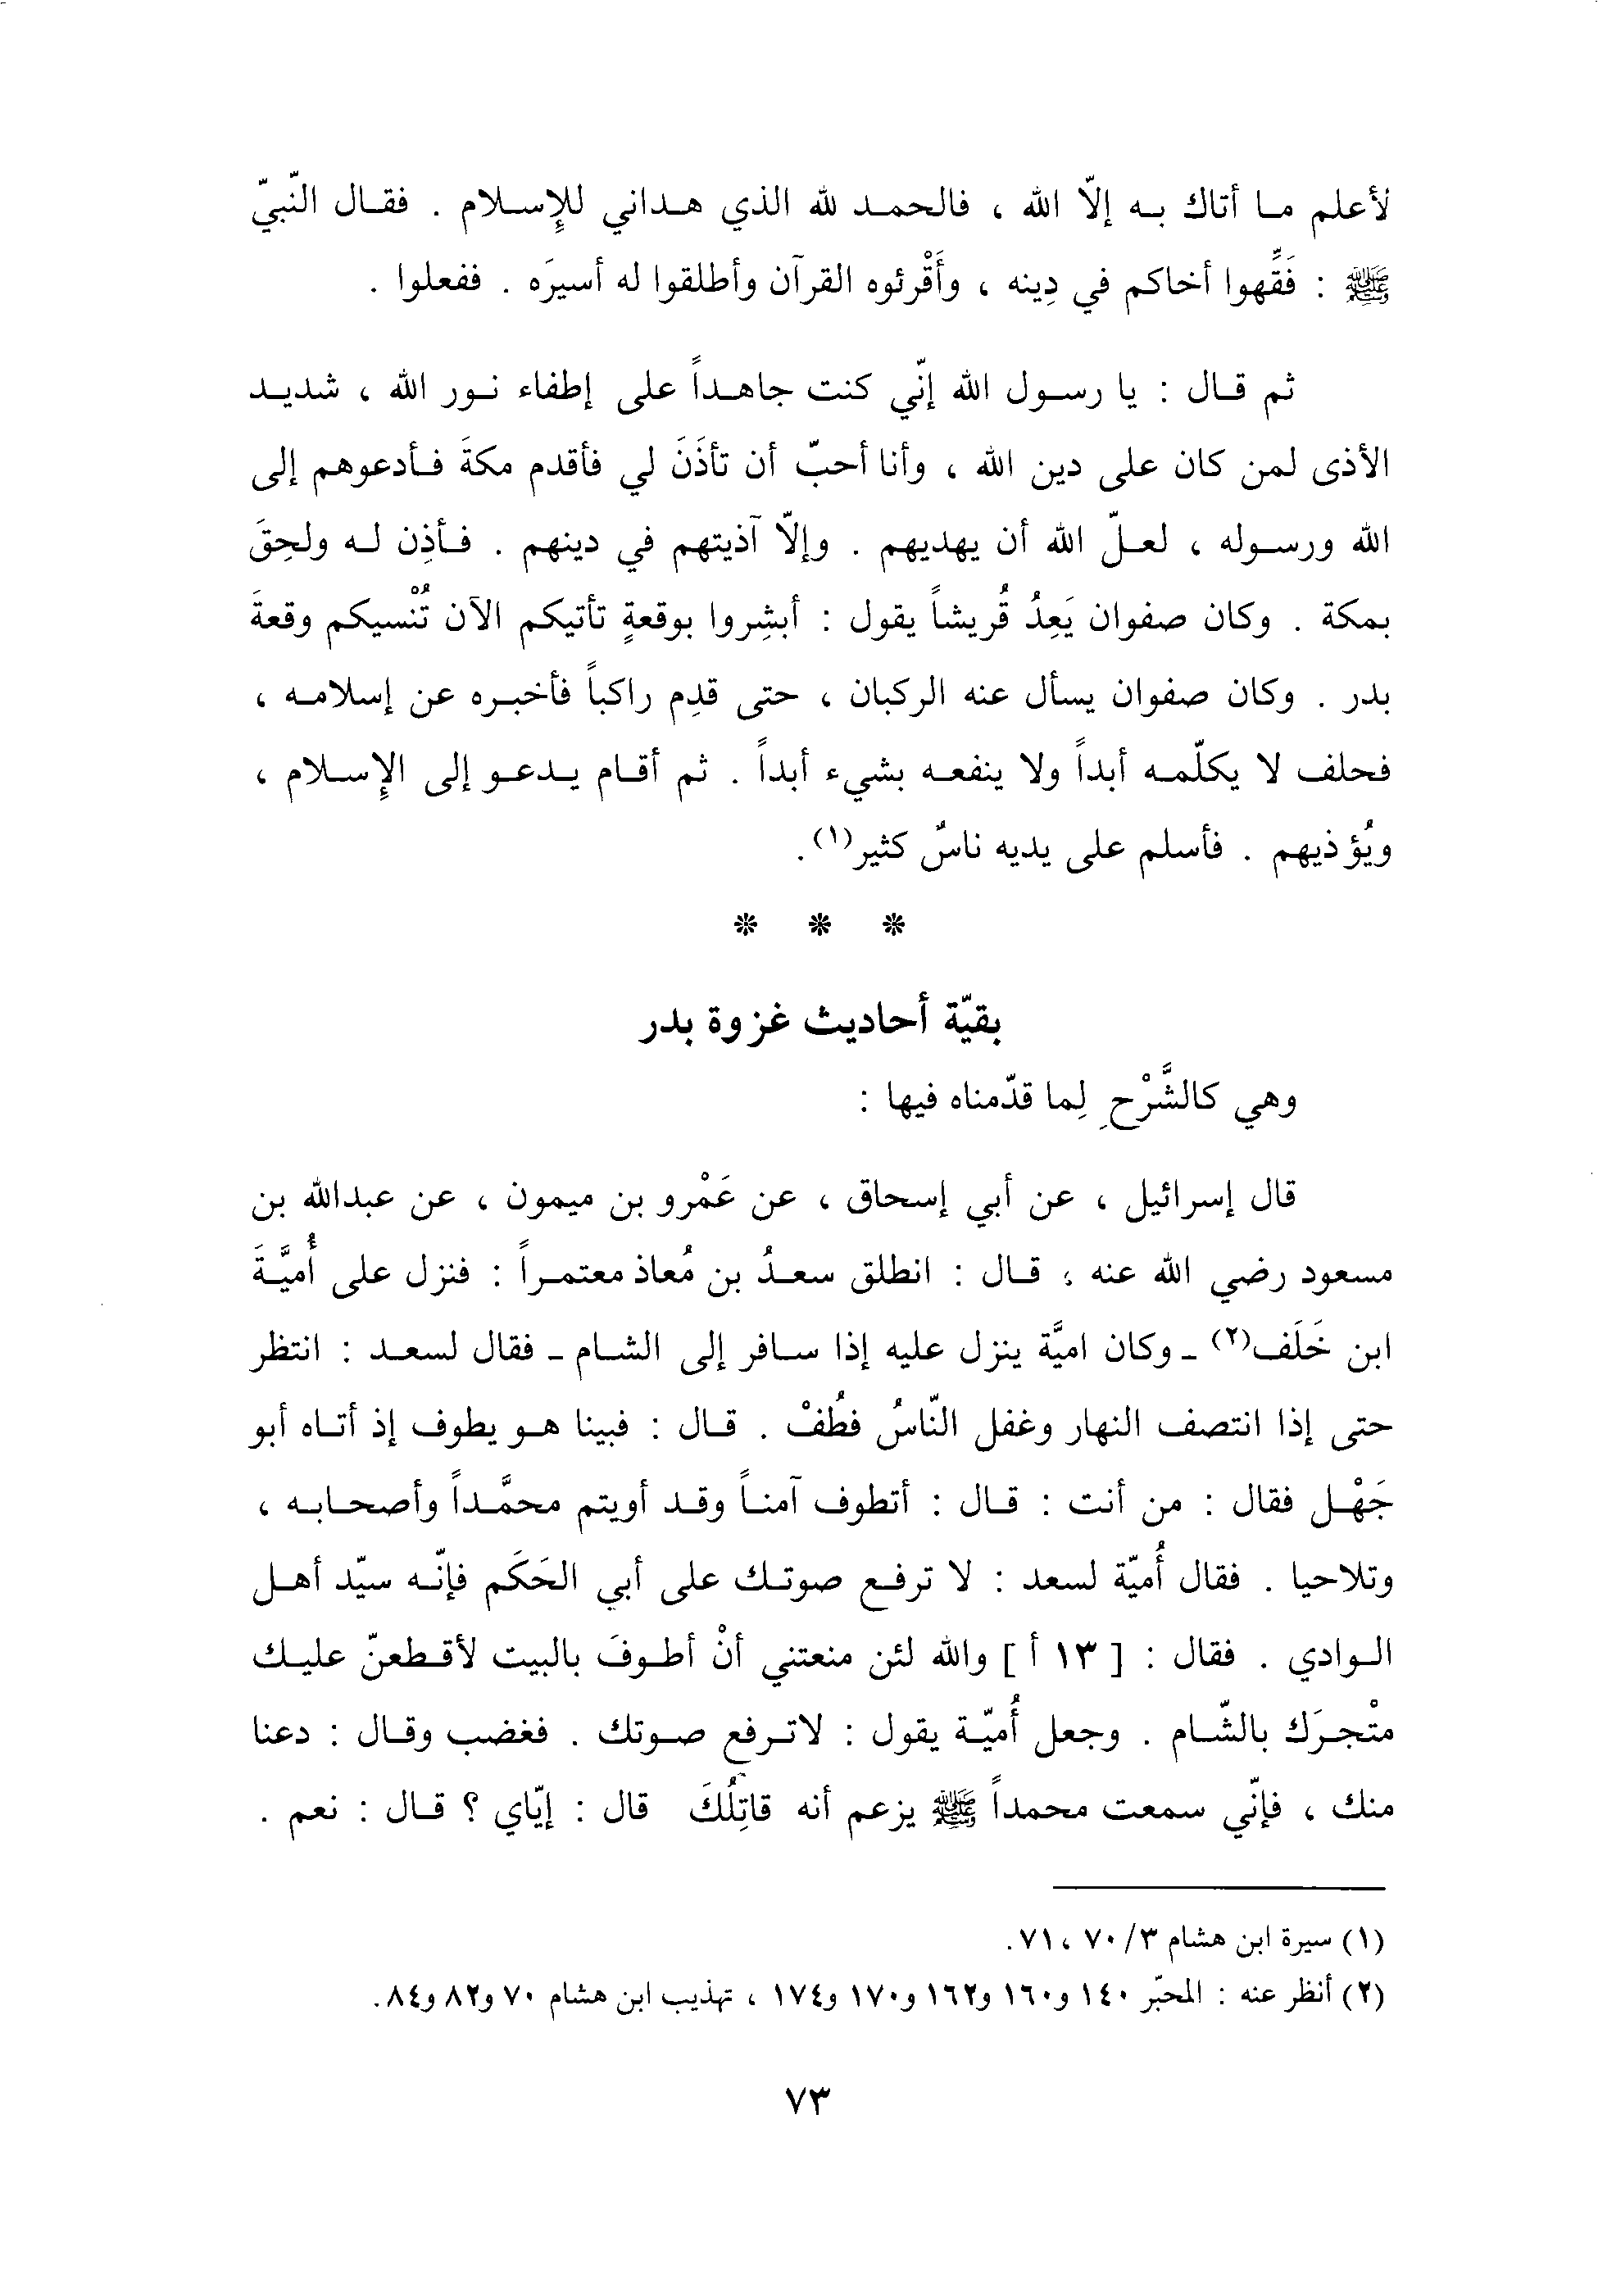 لأعلم ما أتاك به إلاّ الله ، فالحمد لله الذي هداني للإِسلام . فقال النّبيّ
ﷺ : فَقِّهوا أخاكم في دِينه ، وأَقْرئوه القرآن وأطلقوا له أسيرَه . ففعلوا .
ثم قال : يا رسول الله إنّي كنت جاهداً على إطفاء نور الله ، شديد
الأذى لمن كان على دين الله ، وأنا أحبّ أن تأذَنَ لي فأقدم مكةَ فأدعوهم إلى
الله ورسوله ، لعلّ الله أن يهديهم . وإلاّ آذيتهم في دينهم . فأذِن له ولحِقَ
بمكة . وكان صفوان يَعِدُ قُريشاً يقول : أبشِروا بوقعةٍ تأتيكم الآن تُنْسيكم وقعةَ
بدر . وكان صفوان يسأل عنه الركبان ، حتى قدِم راكباً فأخبره عن إسلامه ،
فحلف لا يكلّمه أبداً ولا ينفعه بشيء أبداً . ثم أقام يدعو إلى الإِسلام ،
ويُؤذيهم . فأسلم على يديه ناسٌ كثير(١) .
* * *
بقيّة أحاديث غزوة بدر
وهي كالشَّرْحِ لِما قدّمناه فيها :
قال إسرائيل ، عن أبي إسحاق ، عن عَمْرو بن ميمون ، عن عبدالله بن
مسعود رضي الله عنه ، قال : انطلق سعدُ بن مُعاذ معتمراً : فنزل على أُميَّةَ
ابن خَلَف(٢) ـ وكان اميَّة ينزل عليه إذا سافر إلى الشام ـ فقال لسعد : انتظر
حتى إذا انتصف النهار وغفل النّاسُ فطُفْ . قال : فبينا هو يطوف إذ أتاه أبو
جَهْل فقال : من أنت : قال : أتطوف آمناً وقد أويتم محمَّداً وأصحابه ،
وتلاحيا . فقال أُميّة لسعد : لا ترفع صوتك على أبي الحَكَم فإنّه سيّد أهل
الوادي . فقال : [ ١٣ أ ] والله لئن منعتني أنْ أطوفَ بالبيت لأقطعنّ عليك
متْجرَك بالشّام . وجعل أُميّة يقول : لاترفع صوتك . فغضب وقال : دعنا
منك ، فإنّي سمعت محمداً ﷺ يزعم أنه قاتِلُكَ قال : إيّاي ؟ قال : نعم .
(١) سيرة ابن هشام ٣/ ٧٠ ، ٧١.
(٢) أنظر عنه : المحبّر ١٤٠ و١٦٠ و١٦٢ و١٧٠ و١٧٤ ، تهذيب ابن هشام ٧٠ و٨٢ و٨٤.
٧٣